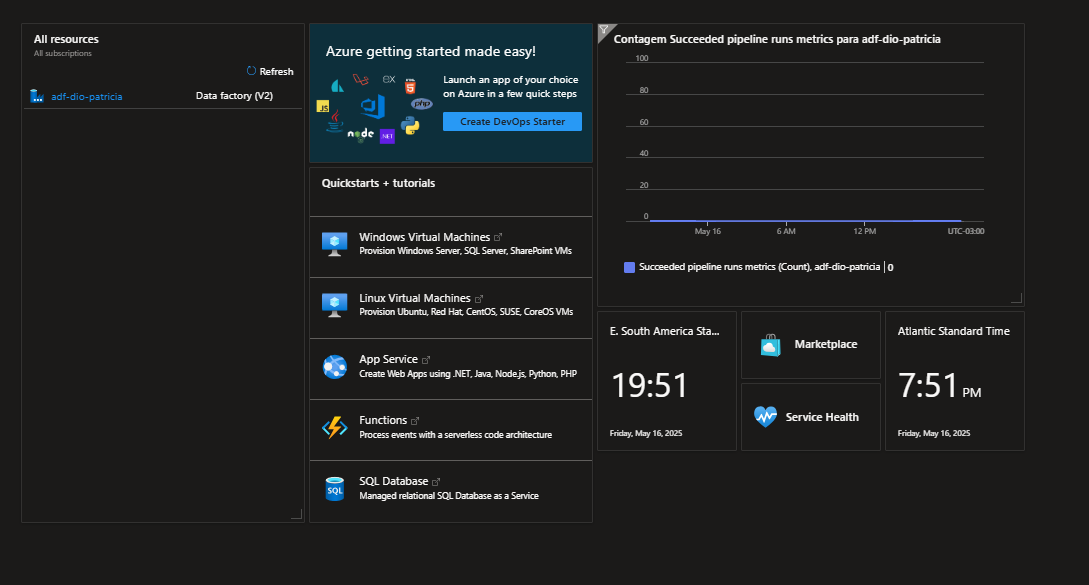 All resources
All subscriptions
Refresh
adf-dio-patricia Data factory (V2)
Azure getting started made easy!
Launch an app of your choice
on Azure in a few quick steps
Create DevOps Starter
EX
JS
php
node
NET
Quickstarts + tutorials
Windows Virtual Machines
Provision Windows Server, SQL Server, SharePoint VMs
Linux Virtual Machines
Provision Ubuntu, Red Hat, CentOS, SUSE, CoreOS VMs
App Service
Create Web Apps using .NET, Java, Node.js, Python, PHP
Functions
Process events with a serverless code architecture
SQL
SQL Database
Managed relational SQL Database as a Service
Contagem Succeeded pipeline runs metrics para adf-dio-patricia
100
80
60
40
20
0
May 16 6 AM 12 PM UTC-03:00
Succeeded pipeline runs metrics (Count), adf-dio-patricia | 0
E. South America Sta...
19:51
Friday, May 16, 2025
Marketplace
Service Health
Atlantic Standard Time
7:51 PM
Friday, May 16, 2025